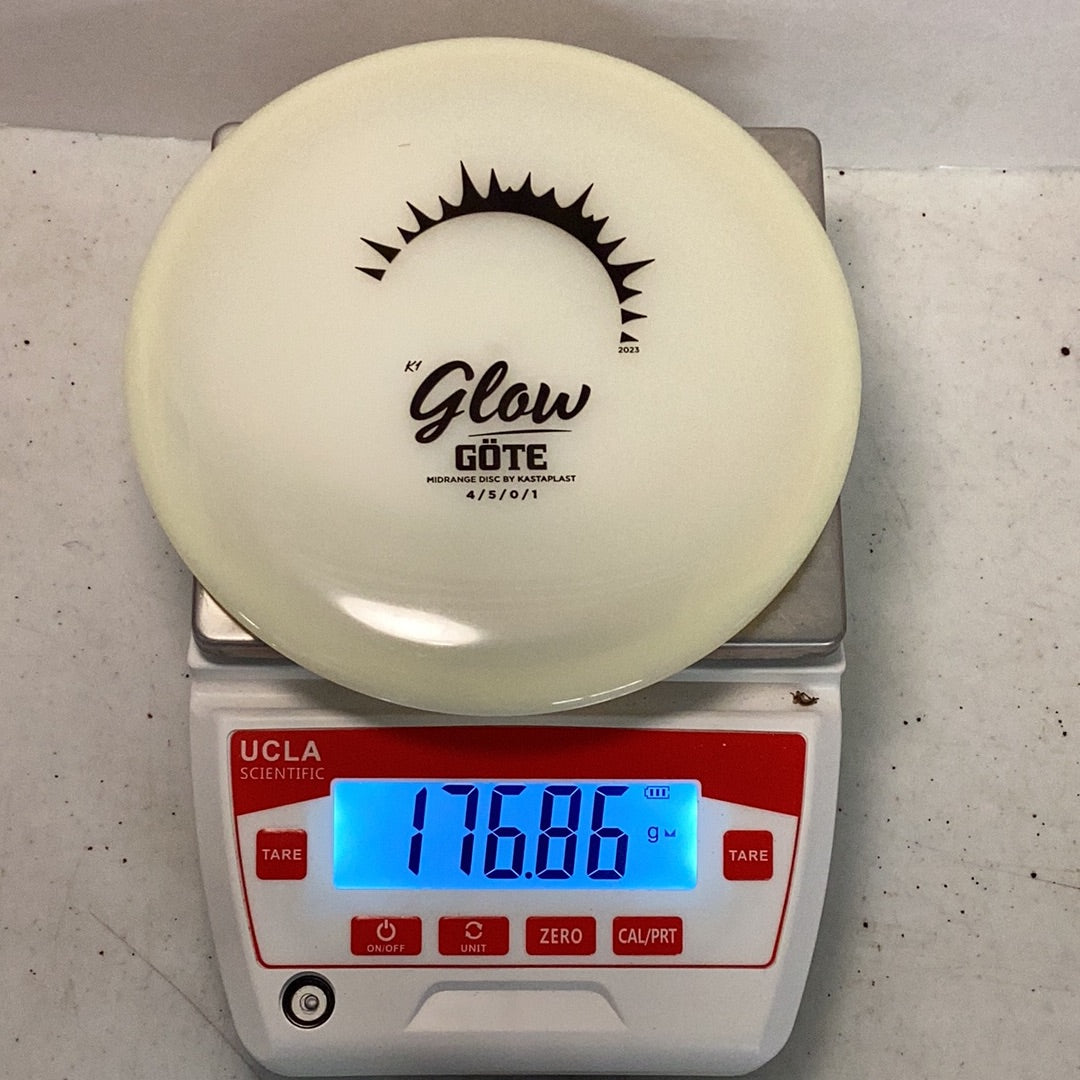 2023
K1
Glow
GÖTE
MIDRANGE DISC BY KASTAPLAST
4/5/0/1
UCLA
SCIENTIFIC
176.86 g
TARE
TARE
ON/OFF
UNIT
ZERO
CAL/PRT